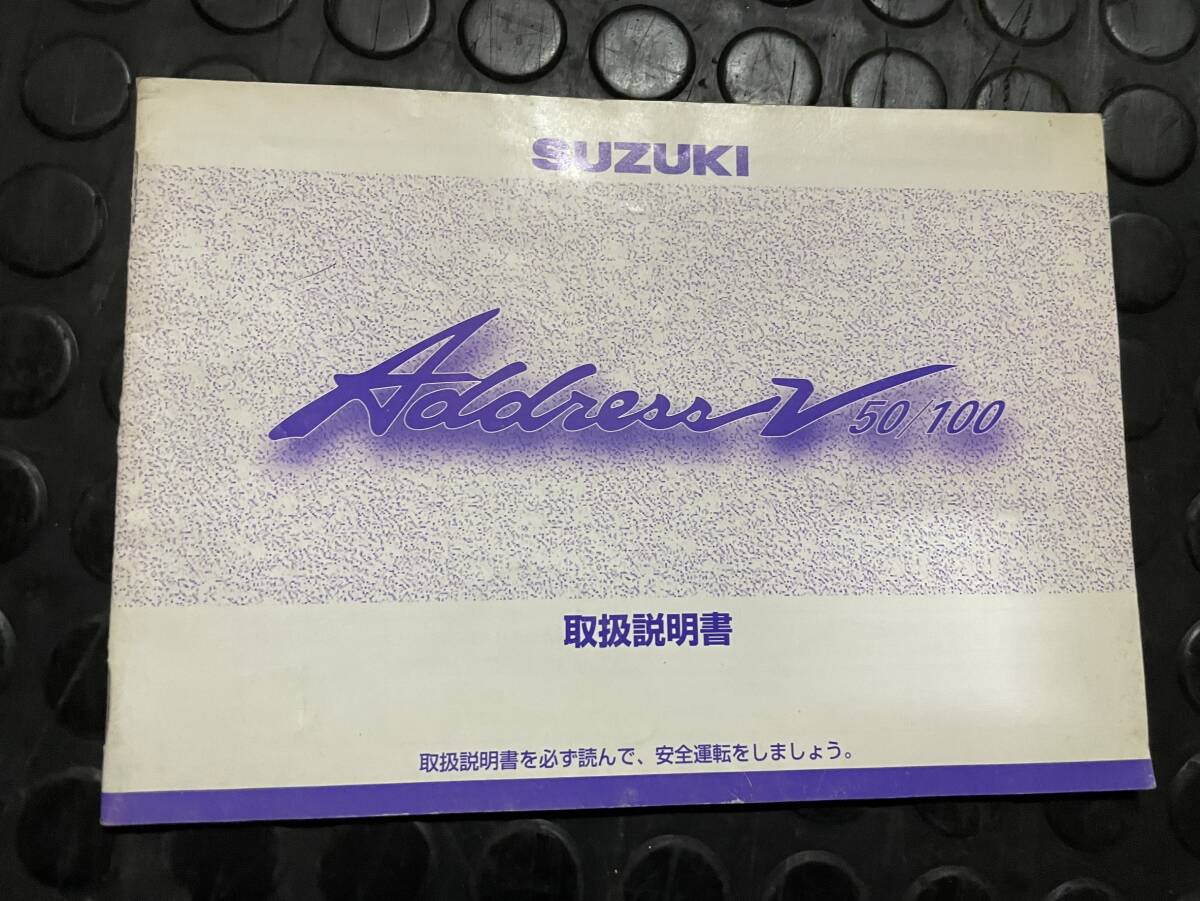 SUZUKI
Address V 50/100
取扱説明書
取扱説明書を必ず読んで、安全運転をしましょう。